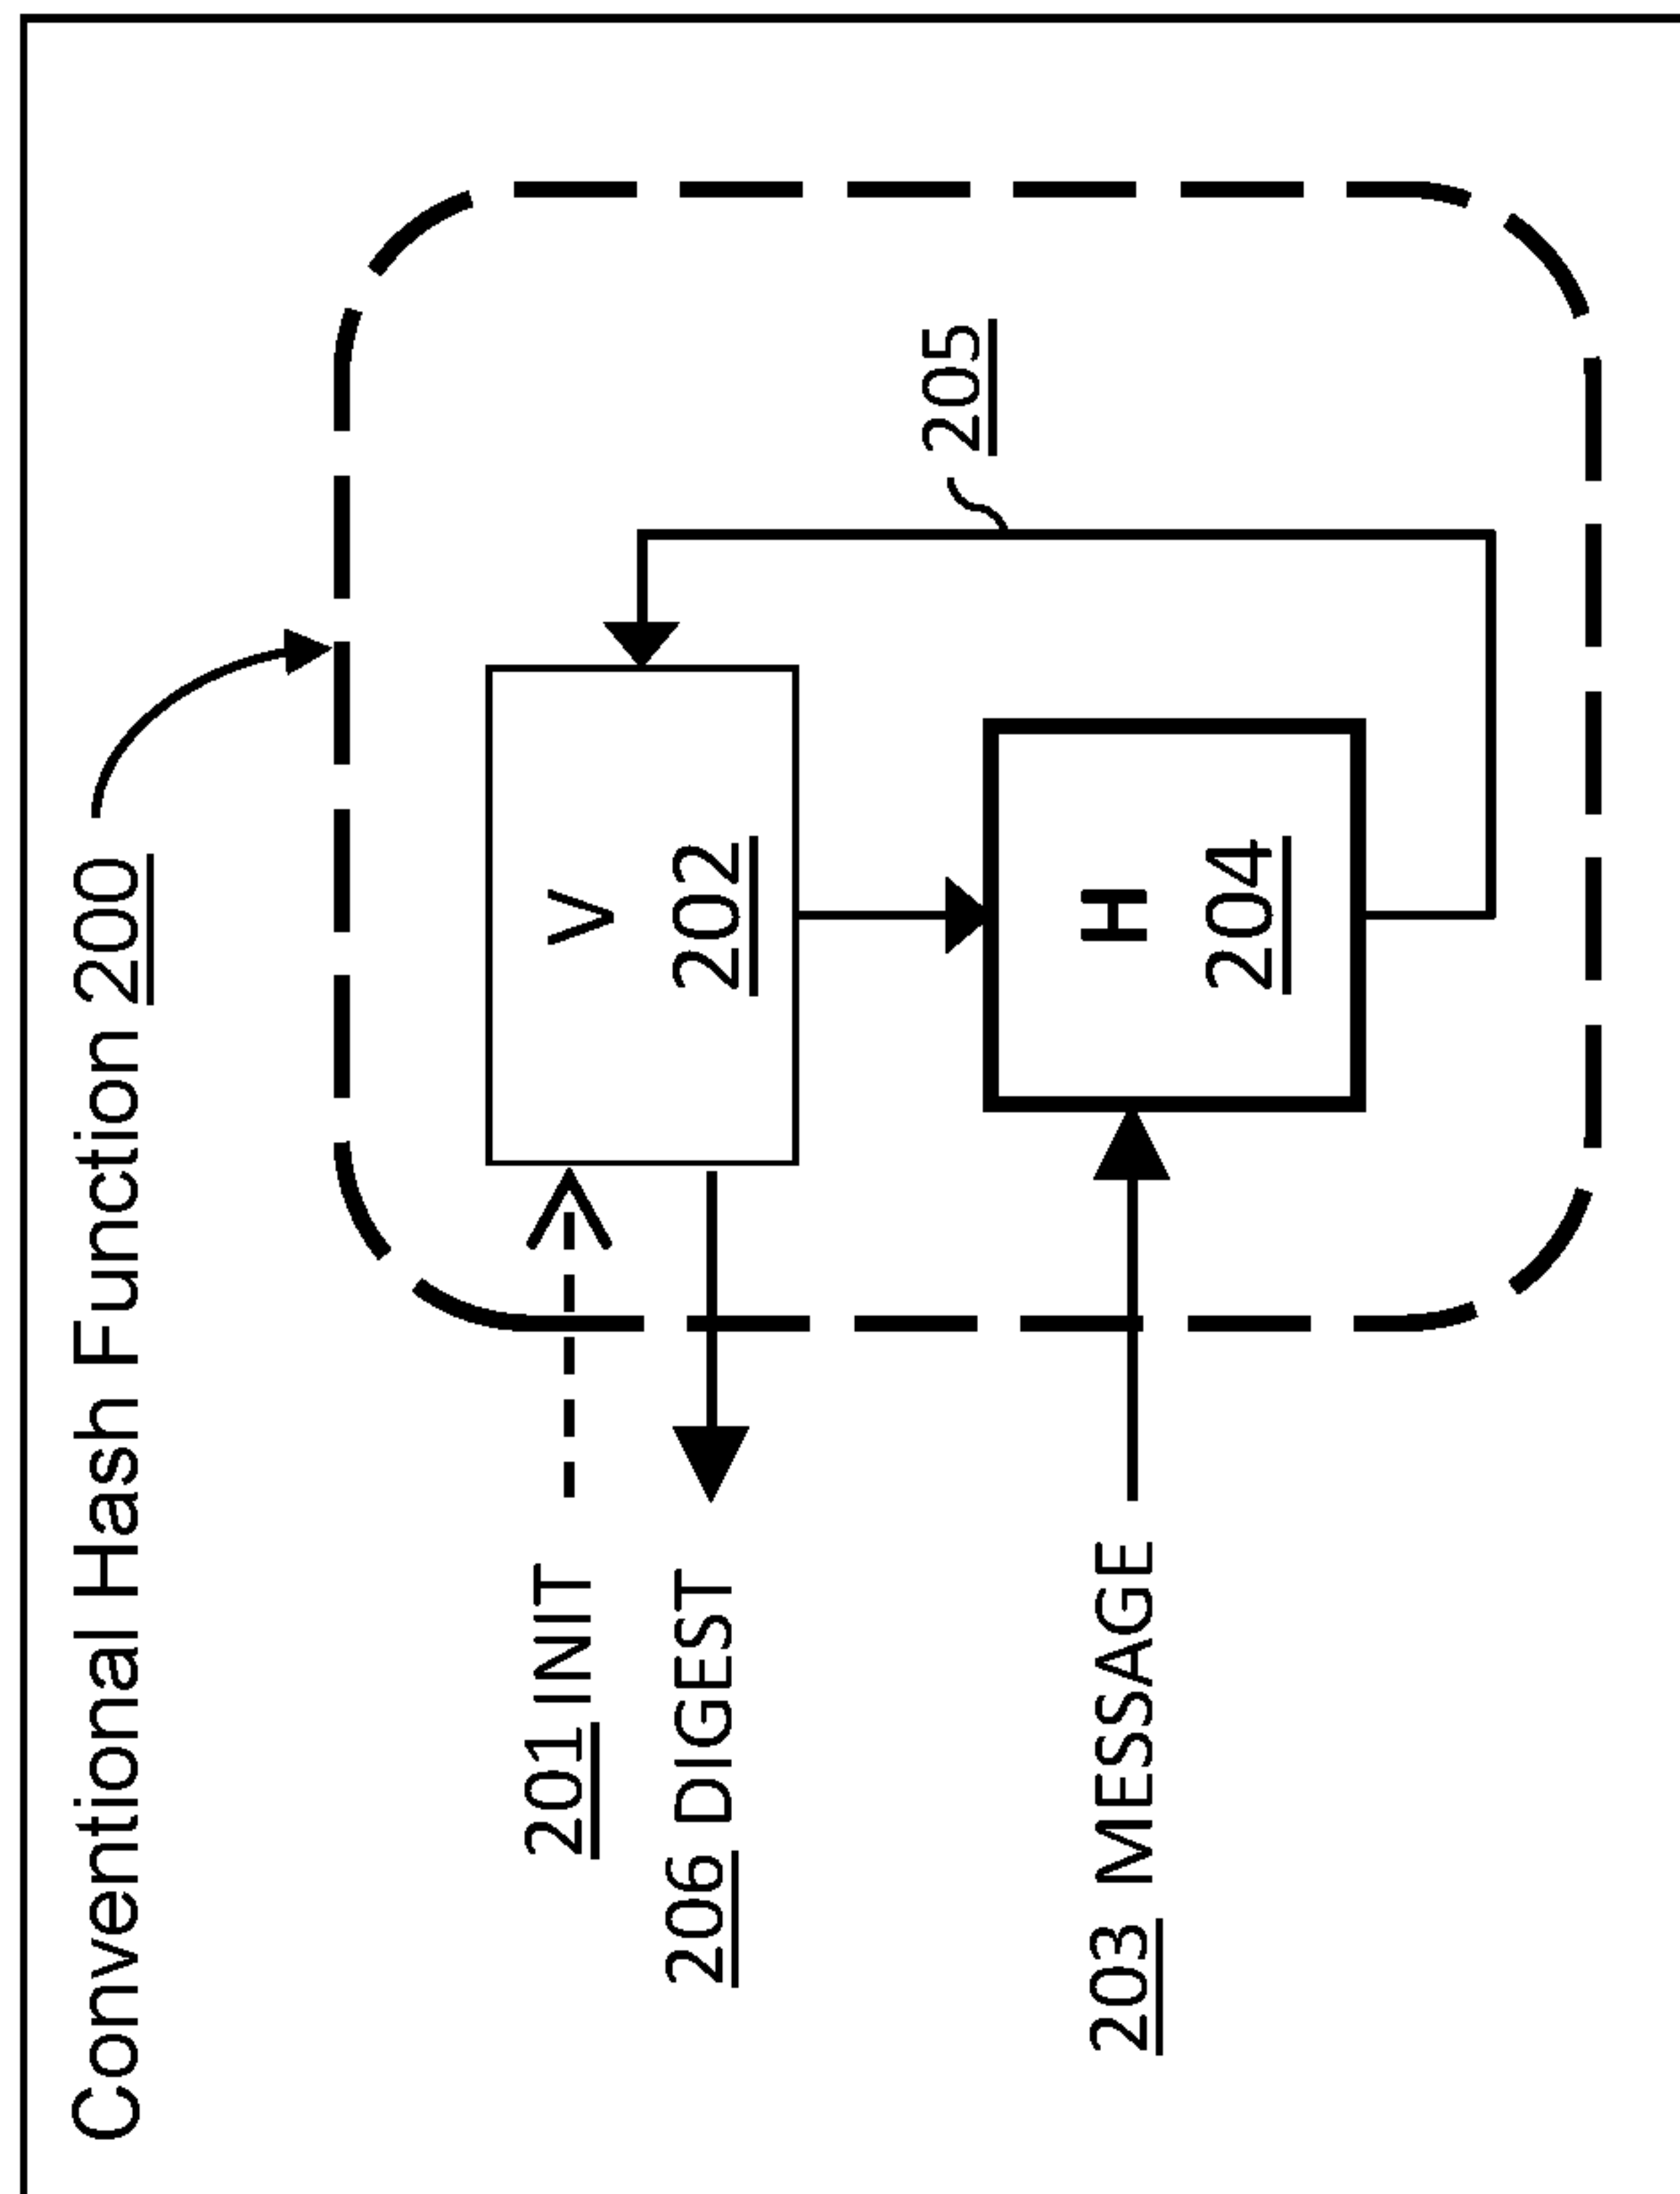 Conventional Hash Function 200
201 INIT
206 DIGEST
V
202
205
203 MESSAGE
H
204